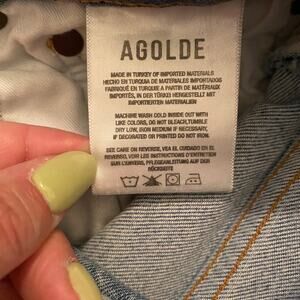 AGOLDE
MADE IN TURKEY OF IMPORTED MATERIALS
HECHO EN TURQUIA DE MATERIALES IMPORTADOS
FABRIQUÉ EN TURQUIE A PARTIR DE MATÉRIAUX
IMPORTÉS, IN DER TÜRKEI HERGESTELLT MIT
IMPORTIERTEN MATERIALIEN
MACHINE WASH COLD INSIDE OUT WITH
LIKE COLORS, DO NOT BLEACH,TUMBLE
DRY LOW, IRON MEDIUM IF NECESSARY,
IF DECORATED OR PRINTED DO NOT IRON.
SEE CARE ON REVERSE, VEA EL CUIDADO EN EL
REVERSO, VOIR LES INSTRUCTIONS D'ENTRETIEN
SUR L'ENVERS, PFLEGEANLEITUNG AUF DER
RÜCKSEITE